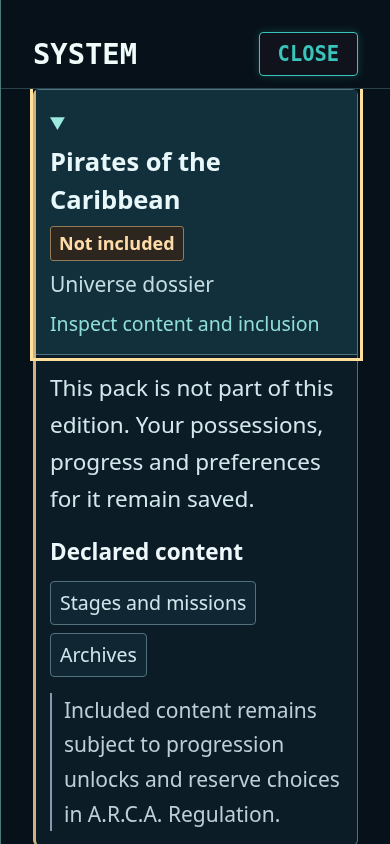 SYSTEM
CLOSE
Pirates of the
Caribbean
Not included
Universe dossier
Inspect content and inclusion
This pack is not part of this
edition. Your possessions,
progress and preferences
for it remain saved.
Declared content
Stages and missions
Archives
Included content remains
subject to progression
unlocks and reserve choices
in A.R.C.A. Regulation.